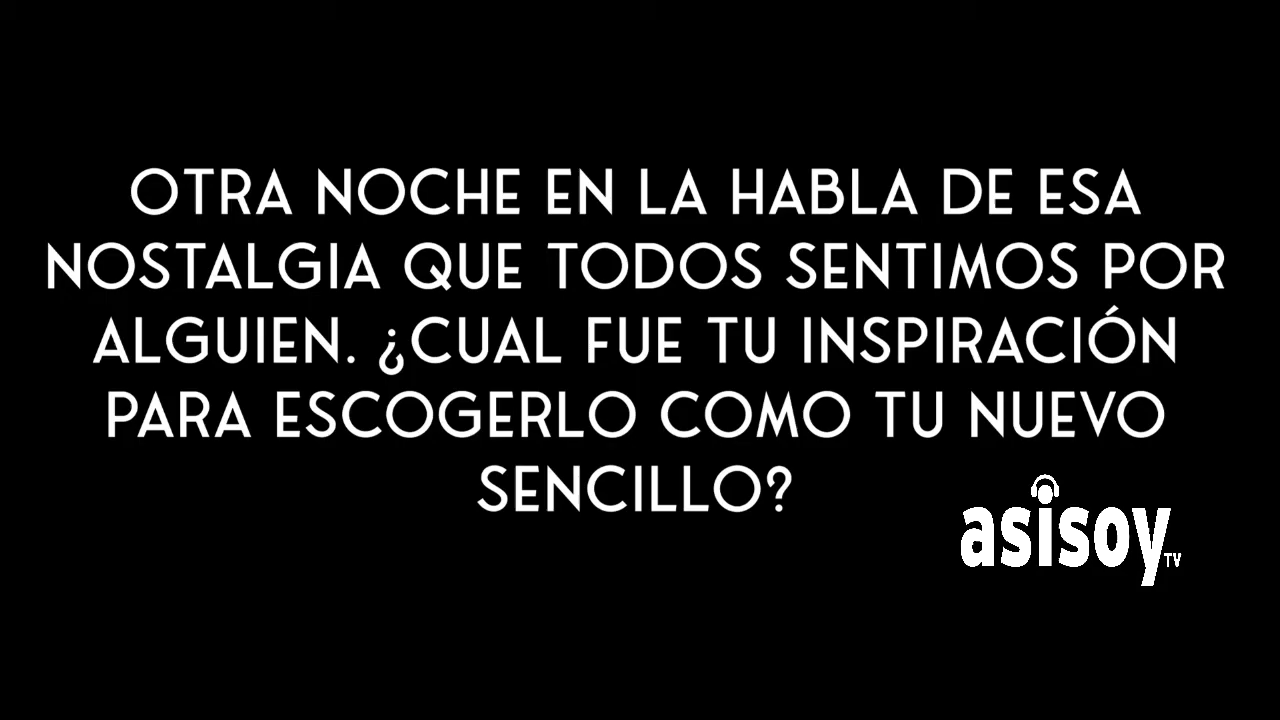 OTRA NOCHE EN LA HABLA DE ESA
NOSTALGIA QUE TODOS SENTIMOS POR
ALGUIEN. ¿CUAL FUE TU INSPIRACIÓN
PARA ESCOGERLO COMO TU NUEVO
SENCILLO?
asisoy TV